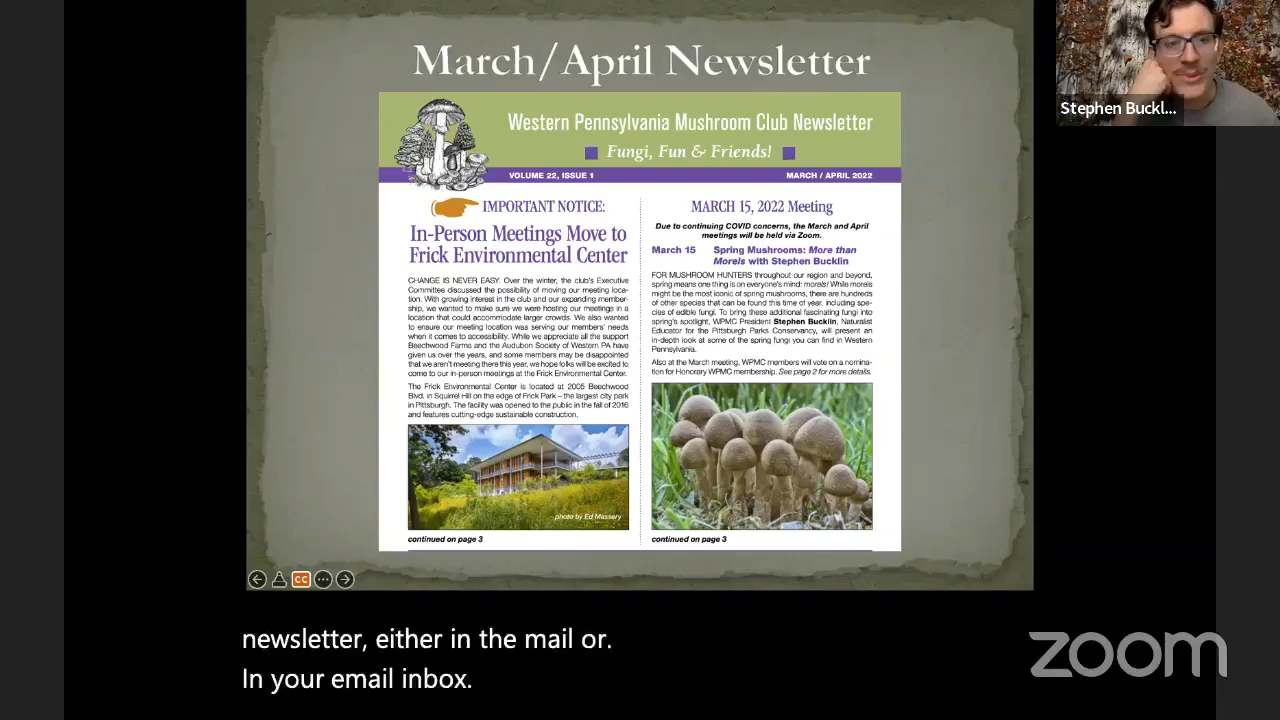 March/April Newsletter
Western Pennsylvania Mushroom Club Newsletter
Fungi, Fun & Friends!
VOLUME 22, ISSUE 1
MARCH / APRIL 2022
IMPORTANT NOTICE:
In-Person Meetings Move to
Frick Environmental Center
CHANGE IS NEVER EASY. Over the winter, the club's Executive
Committee discussed the possibility of moving our meeting loca-
tion. With growing interest in the club and our expanding member-
ship, we wanted to make sure we were hosting our meetings in a
location that could accommodate larger crowds. We also wanted
to ensure our meeting location was serving our members' needs
when it comes to accessibility. While we appreciate all the support
Beechwood Farms and the Audubon Society of Western PA have
given us over the years, and some members may be disappointed
that we aren't meeting there this year, we hope folks will be excited to
come to our in-person meetings at the Frick Environmental Center.
The Frick Environmental Center is located at 2005 Beechwood
Blvd. in Squirrel Hill on the edge of Frick Park – the largest city park
in Pittsburgh. The facility was opened to the public in the fall of 2016
and features cutting-edge sustainable construction.
photo by Ed Massery
continued on page 3
MARCH 15, 2022 Meeting
Due to continuing COVID concerns, the March and April
meetings will be held via Zoom.
March 15 Spring Mushrooms: More than
Morels with Stephen Bucklin
FOR MUSHROOM HUNTERS throughout our region and beyond,
spring means one thing is on everyone's mind: morels! While morels
might be the most iconic of spring mushrooms, there are hundreds
of other species that can be found this time of year, including spe-
cies of edible fungi. To bring these additional fascinating fungi into
spring's spotlight, WPMC President Stephen Bucklin, Naturalist
Educator for the Pittsburgh Parks Conservancy, will present an
in-depth look at some of the spring fungi you can find in Western
Pennsylvania.
Also at the March meeting, WPMC members will vote on a nomina-
tion for Honorary WPMC membership. See page 2 for more details.
continued on page 3
Stephen Buckl...
CC
newsletter, either in the mail or.
In your email inbox.
zoom